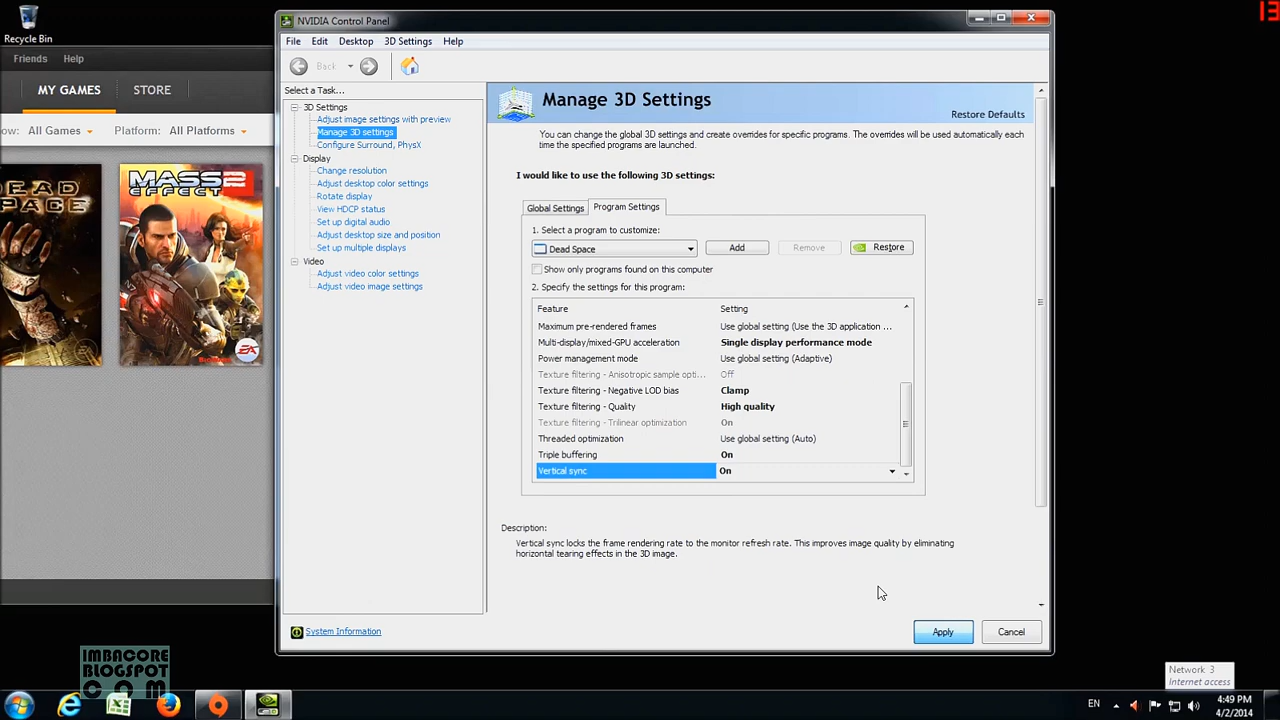 13
Recycle Bin
Friends Help
MY GAMES STORE
ow: All Games Platform: All Platforms
DEAD
SPACE
MASS2
EFFECT
BioWare
EA
NVIDIA Control Panel
File Edit Desktop 3D Settings Help
Back
Select a Task...
3D Settings
Adjust image settings with preview
Manage 3D settings
Configure Surround, PhysX
Display
Change resolution
Adjust desktop color settings
Rotate display
View HDCP status
Set up digital audio
Adjust desktop size and position
Set up multiple displays
Video
Adjust video color settings
Adjust video image settings
System Information
Manage 3D Settings
Restore Defaults
You can change the global 3D settings and create overrides for specific programs. The overrides will be used automatically each
time the specified programs are launched.
I would like to use the following 3D settings:
Global Settings Program Settings
1. Select a program to customize:
Dead Space Add Remove Restore
Show only programs found on this computer
2. Specify the settings for this program:
Feature Setting
Maximum pre-rendered frames Use global setting (Use the 3D application ...
Multi-display/mixed-GPU acceleration Single display performance mode
Power management mode Use global setting (Adaptive)
Texture filtering - Anisotropic sample opti... Off
Texture filtering - Negative LOD bias Clamp
Texture filtering - Quality High quality
Texture filtering - Trilinear optimization On
Threaded optimization Use global setting (Auto)
Triple buffering On
Vertical sync On
Description:
Vertical sync locks the frame rendering rate to the monitor refresh rate. This improves image quality by eliminating
horizontal tearing effects in the 3D image.
Apply Cancel
IMBACORE
BLOGSPOT
COM
Network 3
Internet access
EN
4:49 PM
4/2/2014